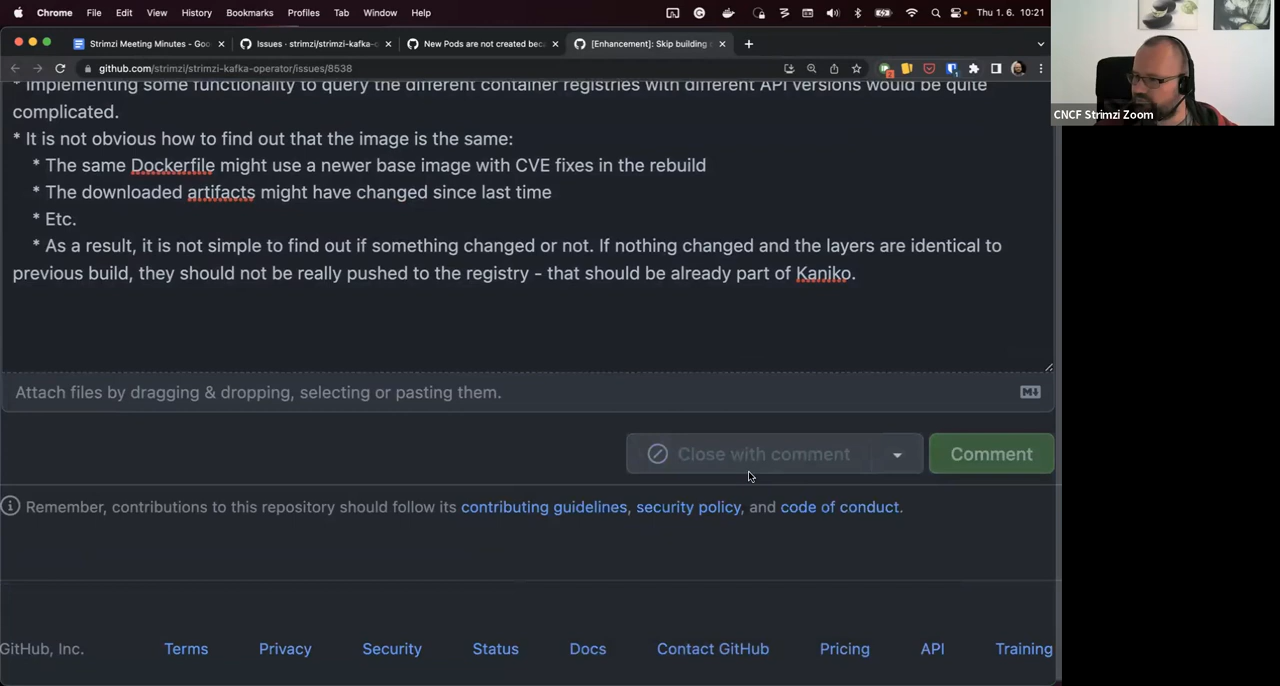 Chrome File Edit View History Bookmarks Profiles Tab Window Help Thu 1. 6. 10:21
Strimzi Meeting Minutes - Goo Issues · strimzi/strimzi-kafka-o New Pods are not created beca [Enhancement]: Skip building
github.com/strimzi/strimzi-kafka-operator/issues/8538
CNCF Strimzi Zoom
* Implementing some functionality to query the different container registries with different API versions would be quite
complicated.
* It is not obvious how to find out that the image is the same:
* The same Dockerfile might use a newer base image with CVE fixes in the rebuild
* The downloaded artifacts might have changed since last time
* Etc.
* As a result, it is not simple to find out if something changed or not. If nothing changed and the layers are identical to
previous build, they should not be really pushed to the registry - that should be already part of Kaniko.
Attach files by dragging & dropping, selecting or pasting them.
Close with comment Comment
Remember, contributions to this repository should follow its contributing guidelines, security policy, and code of conduct.
GitHub, Inc. Terms Privacy Security Status Docs Contact GitHub Pricing API Training